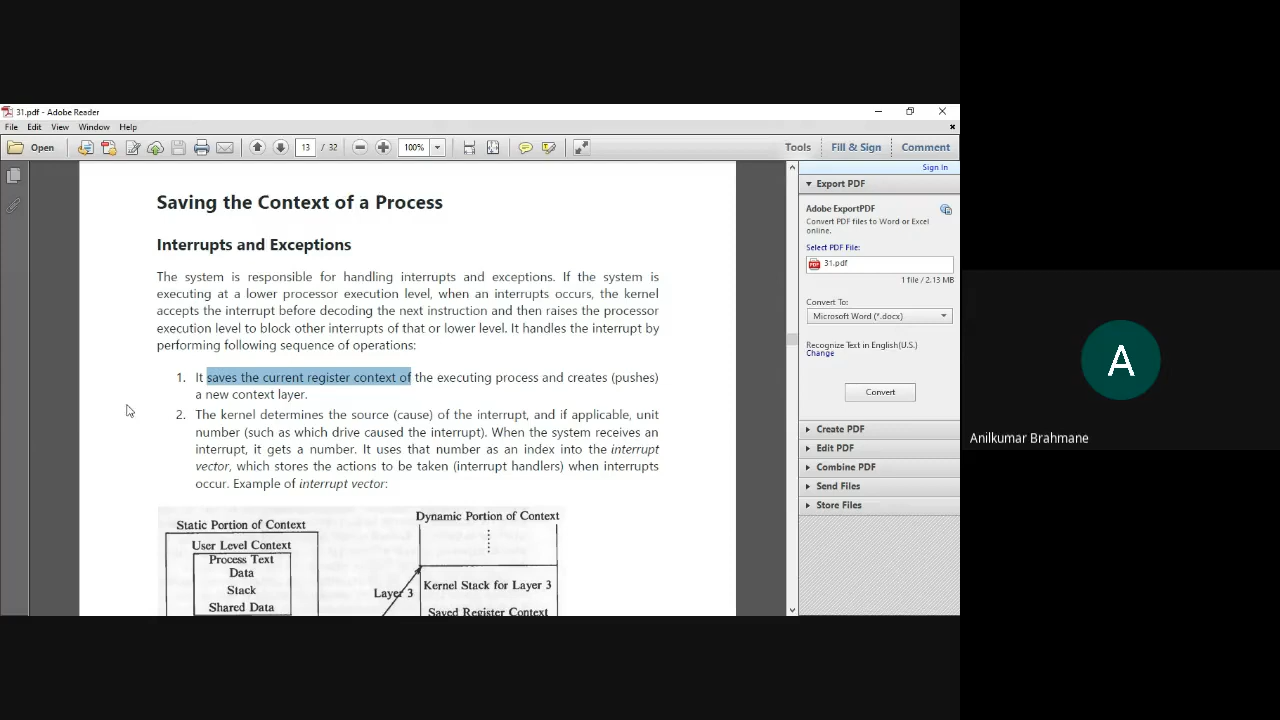 31.pdf - Adobe Reader
File Edit View Window Help
Open 13 / 32 100% Tools Fill & Sign Comment
Sign In
Saving the Context of a Process
Interrupts and Exceptions
The system is responsible for handling interrupts and exceptions. If the system is
executing at a lower processor execution level, when an interrupts occurs, the kernel
accepts the interrupt before decoding the next instruction and then raises the processor
execution level to block other interrupts of that or lower level. It handles the interrupt by
performing following sequence of operations:
1. It saves the current register context of the executing process and creates (pushes)
a new context layer.
2. The kernel determines the source (cause) of the interrupt, and if applicable, unit
number (such as which drive caused the interrupt). When the system receives an
interrupt, it gets a number. It uses that number as an index into the interrupt
vector, which stores the actions to be taken (interrupt handlers) when interrupts
occur. Example of interrupt vector:
Static Portion of Context
User Level Context
Process Text
Data
Stack
Shared Data
Dynamic Portion of Context
Layer 3
Kernel Stack for Layer 3
Saved Register Context
Export PDF
Adobe ExportPDF
Convert PDF files to Word or Excel
online.
Select PDF File:
31.pdf
1 file / 2.13 MB
Convert To:
Microsoft Word (*.docx)
Recognize Text in English(U.S.)
Change
Convert
Create PDF
Edit PDF
Combine PDF
Send Files
Store Files
A
Anilkumar Brahmane